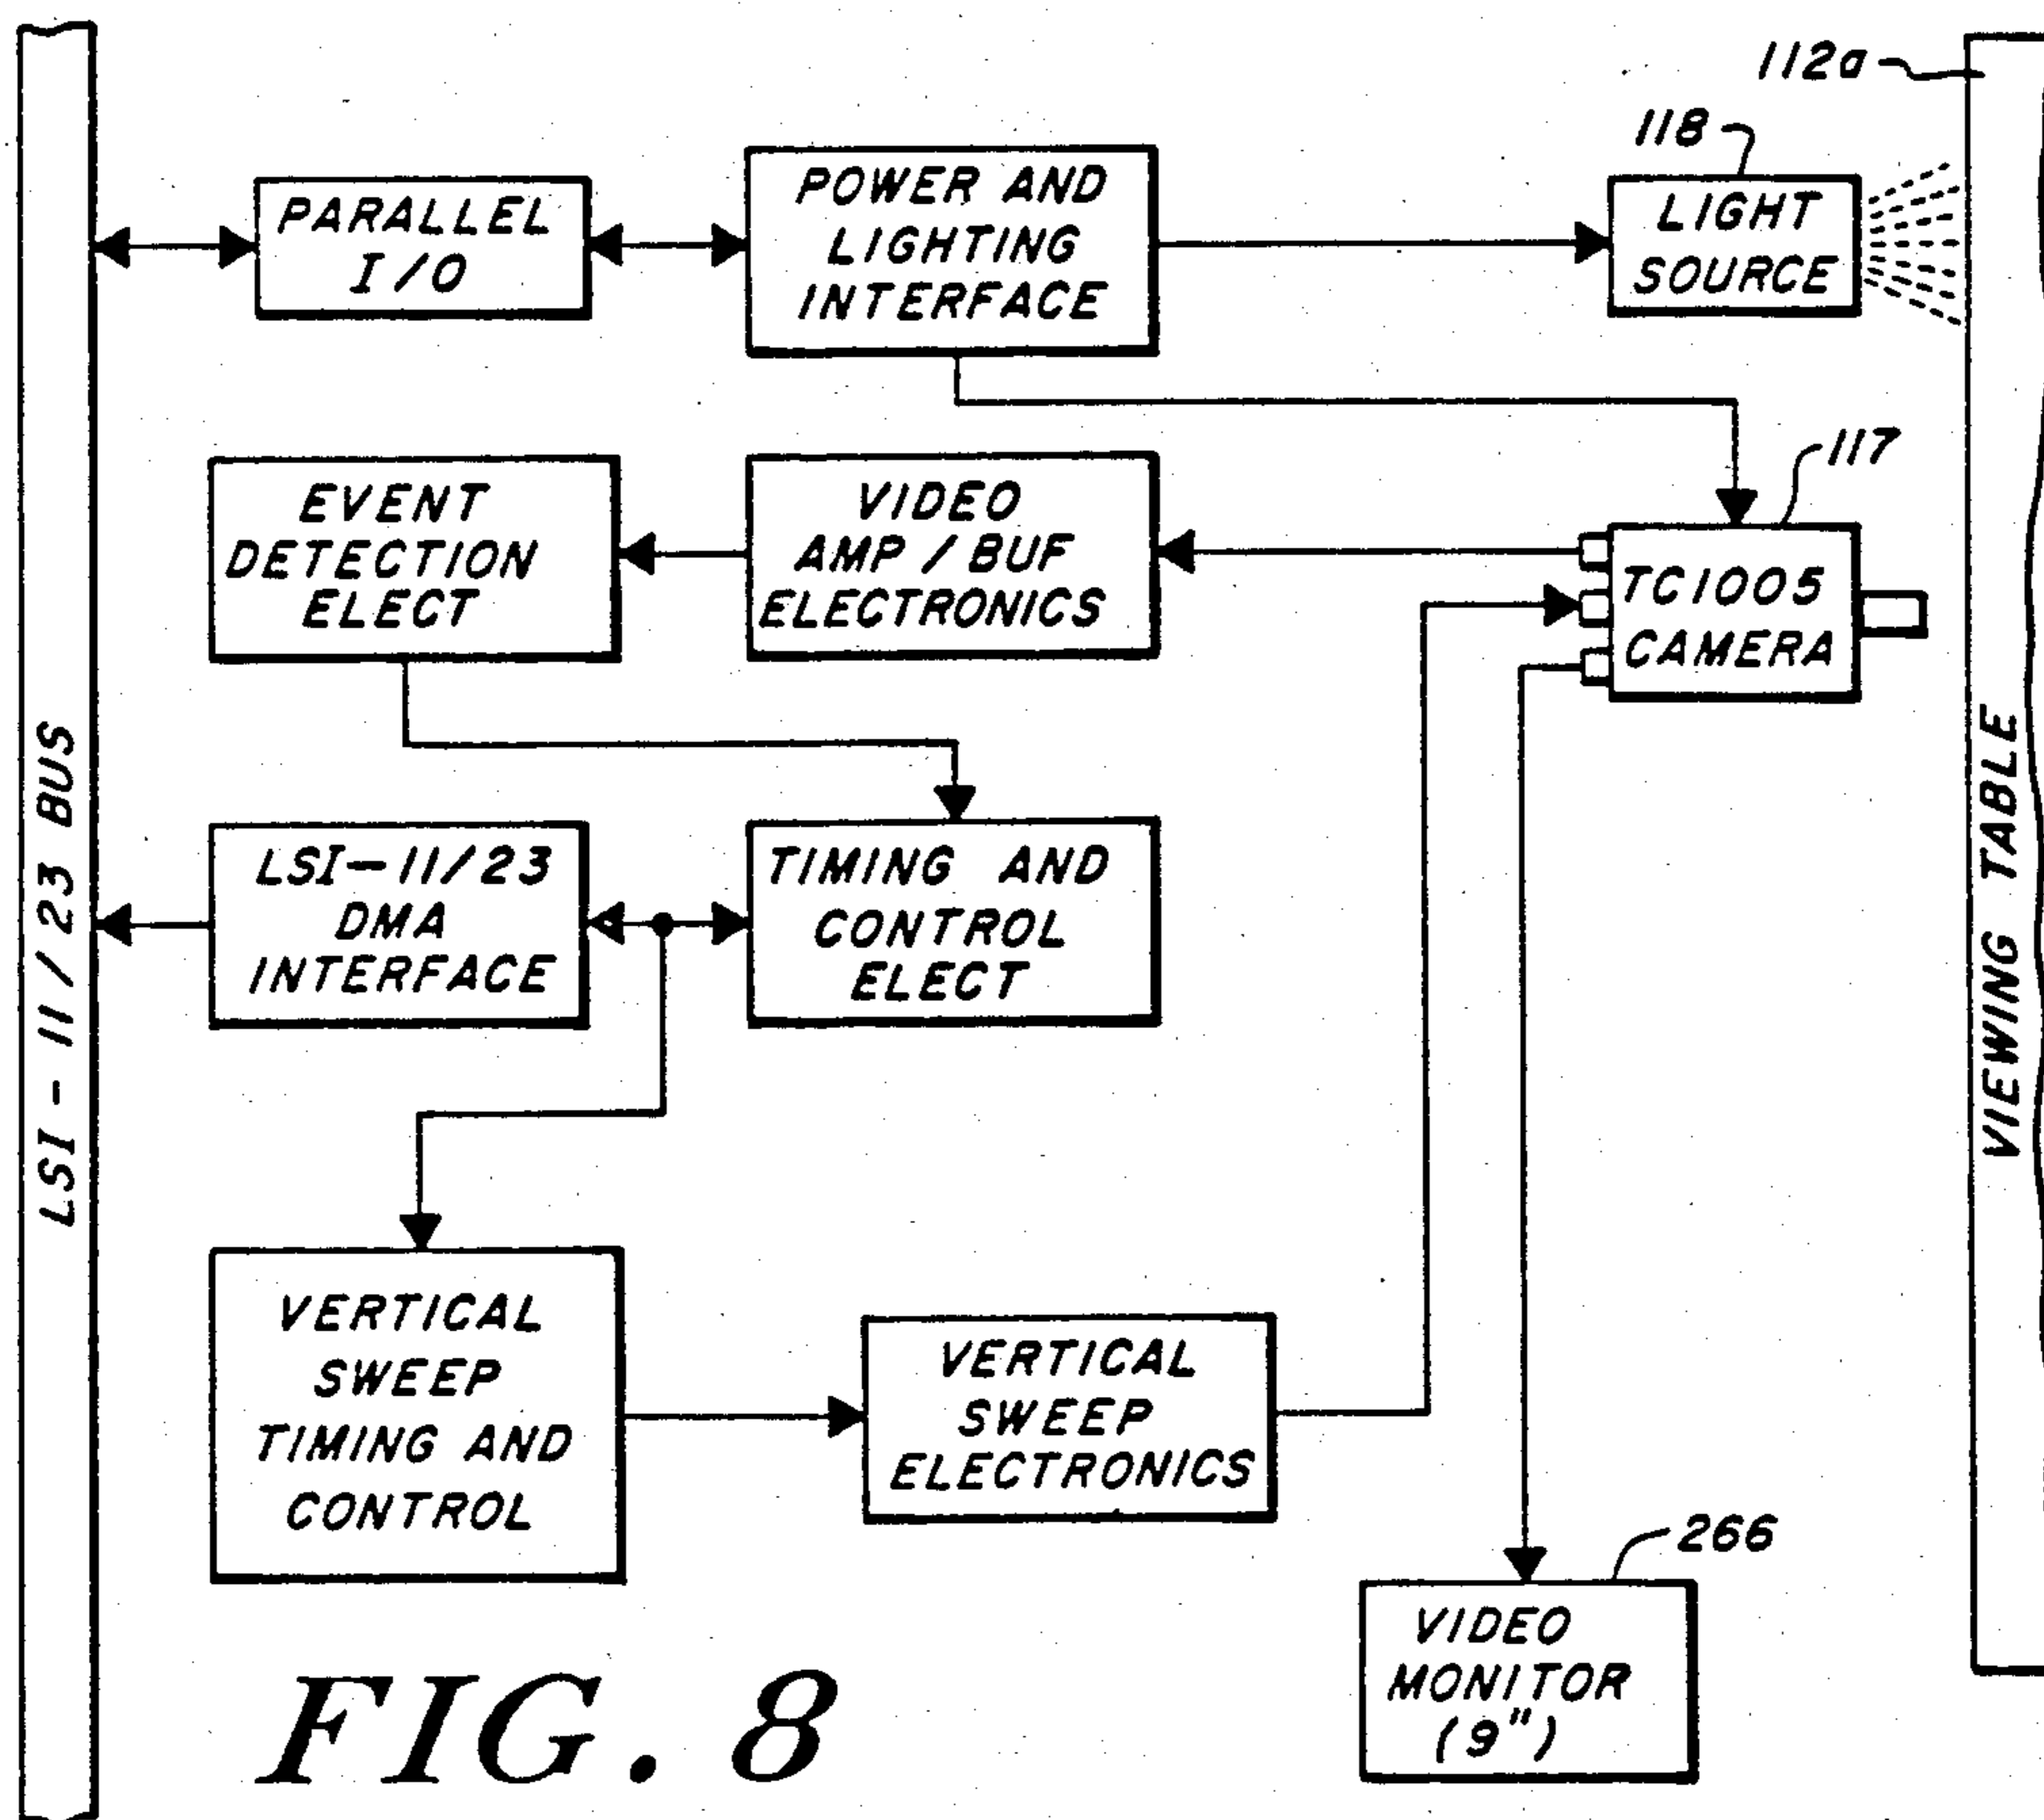 112a
118
PARALLEL
I/O
POWER AND
LIGHTING
INTERFACE
LIGHT
SOURCE
117
EVENT
DETECTION
ELECT
VIDEO
AMP/BUF
ELECTRONICS
TC1005
CAMERA
LSI-11/23 BUS
VIEWING TABLE
LSI-11/23
DMA
INTERFACE
TIMING AND
CONTROL
ELECT
VERTICAL
SWEEP
TIMING AND
CONTROL
VERTICAL
SWEEP
ELECTRONICS
266
VIDEO
MONITOR
(9")
FIG. 8